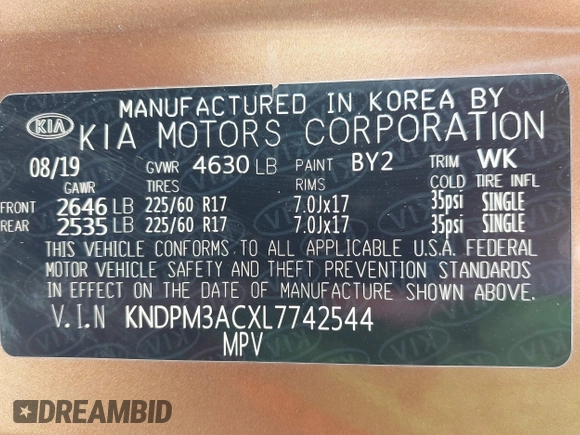 MANUFACTURED IN KOREA BY
KIA KIA MOTORS CORPORATION
08/19 GVWR 4630 LB PAINT BY2 TRIM WK
GAWR TIRES RIMS COLD TIRE INFL
FRONT 2646 LB 225/60 R17 7.0Jx17 35psi SINGLE
REAR 2535 LB 225/60 R17 7.0Jx17 35psi SINGLE
THIS VEHICLE CONFORMS TO ALL APPLICABLE U.S.A. FEDERAL
MOTOR VEHICLE SAFETY AND THEFT PREVENTION STANDARDS
IN EFFECT ON THE DATE OF MANUFACTURE SHOWN ABOVE.
V.I.N KNDPM3ACXL7742544
MPV
DREAMBID